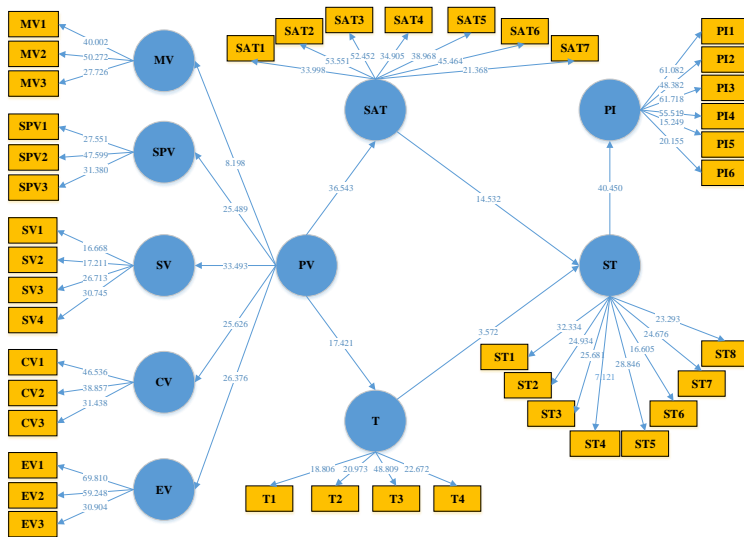 MV1
MV2
MV3
40.002
50.272
27.726
MV
SPV1
SPV2
SPV3
27.551
47.599
31.380
SPV
SV1
SV2
SV3
SV4
16.668
17.211
26.713
30.745
SV
CV1
CV2
CV3
46.536
38.857
31.438
CV
EV1
EV2
EV3
69.810
59.248
30.904
EV
8.198
25.489
33.493
25.626
26.376
PV
36.543
17.421
SAT1
SAT2
SAT3
SAT4
SAT5
SAT6
SAT7
33.998
53.551
52.452
34.905
38.968
45.464
21.368
SAT
14.532
T
3.572
18.806
20.973
48.809
22.672
T1
T2
T3
T4
PI
61.082
48.382
61.718
55.519
15.249
20.155
PI1
PI2
PI3
PI4
PI5
PI6
40.450
ST
32.334
24.934
25.681
7.121
28.846
16.605
24.676
23.293
ST1
ST2
ST3
ST4
ST5
ST6
ST7
ST8